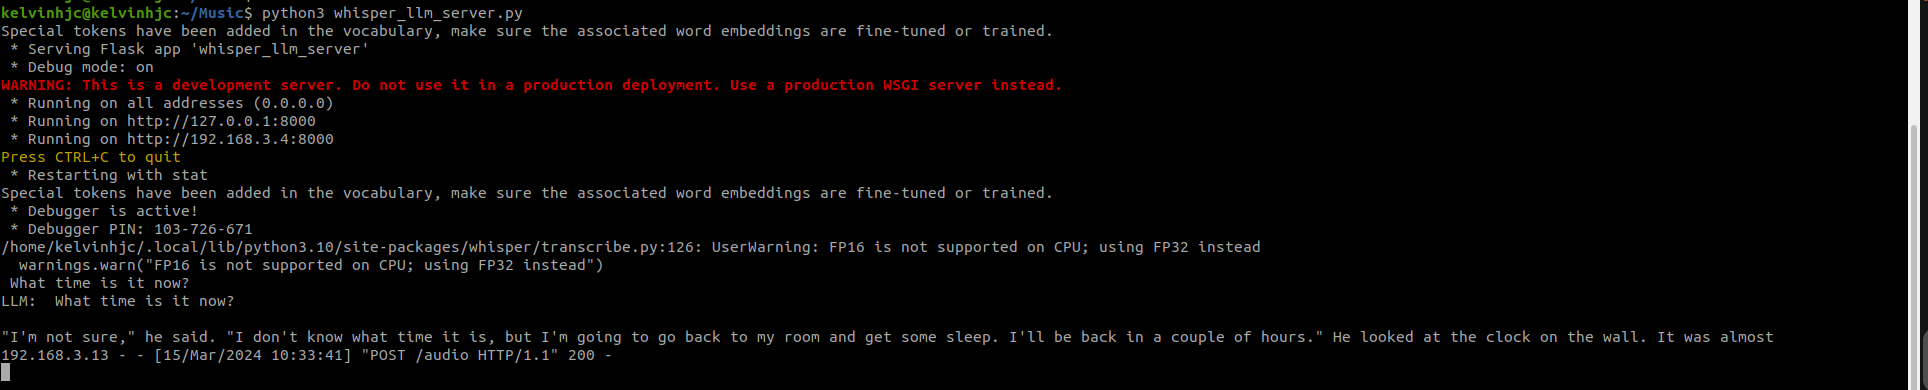 kelvinhjc@kelvinhjc:~/Music$ python3 whisper_llm_server.py
Special tokens have been added in the vocabulary, make sure the associated word embeddings are fine-tuned or trained.
 * Serving Flask app 'whisper_llm_server'
 * Debug mode: on
WARNING: This is a development server. Do not use it in a production deployment. Use a production WSGI server instead.
 * Running on all addresses (0.0.0.0)
 * Running on http://127.0.0.1:8000
 * Running on http://192.168.3.4:8000
Press CTRL+C to quit
 * Restarting with stat
Special tokens have been added in the vocabulary, make sure the associated word embeddings are fine-tuned or trained.
 * Debugger is active!
 * Debugger PIN: 103-726-671
/home/kelvinhjc/.local/lib/python3.10/site-packages/whisper/transcribe.py:126: UserWarning: FP16 is not supported on CPU; using FP32 instead
  warnings.warn("FP16 is not supported on CPU; using FP32 instead")
 What time is it now?
LLM:  What time is it now?

"I'm not sure," he said. "I don't know what time it is, but I'm going to go back to my room and get some sleep. I'll be back in a couple of hours." He looked at the clock on the wall. It was almost
192.168.3.13 - - [15/Mar/2024 10:33:41] "POST /audio HTTP/1.1" 200 -